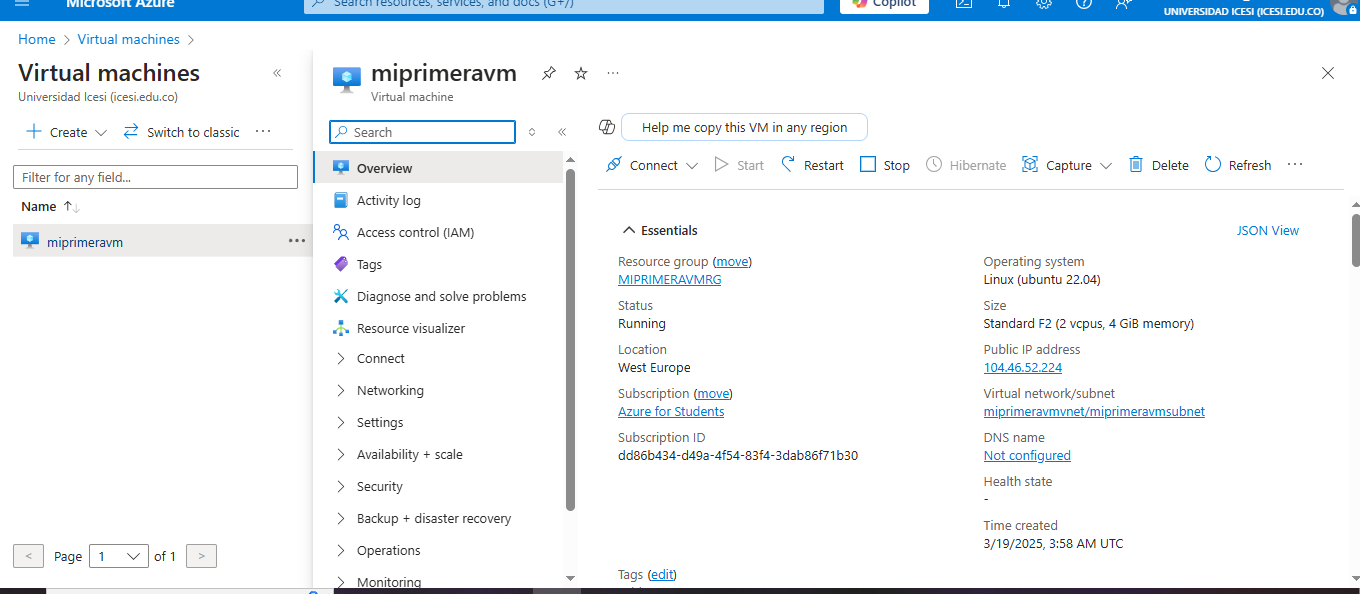 Microsoft Azure
Search resources, services, and docs (G+/)
Copilot
UNIVERSIDAD ICESI (ICESI.EDU.CO)
Home > Virtual machines >
Virtual machines
Universidad Icesi (icesi.edu.co)
Create
Switch to classic
Filter for any field...
Name
miprimeravm
< Page 1 of 1 >
miprimeravm
Virtual machine
Search
Overview
Activity log
Access control (IAM)
Tags
Diagnose and solve problems
Resource visualizer
Connect
Networking
Settings
Availability + scale
Security
Backup + disaster recovery
Operations
Monitoring
Help me copy this VM in any region
Connect
Start
Restart
Stop
Hibernate
Capture
Delete
Refresh
Essentials
JSON View
Resource group (move)
MIPRIMERAVMRG
Status
Running
Location
West Europe
Subscription (move)
Azure for Students
Subscription ID
dd86b434-d49a-4f54-83f4-3dab86f71b30
Operating system
Linux (ubuntu 22.04)
Size
Standard F2 (2 vcpus, 4 GiB memory)
Public IP address
104.46.52.224
Virtual network/subnet
miprimeravmvnet/miprimeravmsubnet
DNS name
Not configured
Health state
-
Time created
3/19/2025, 3:58 AM UTC
Tags (edit)